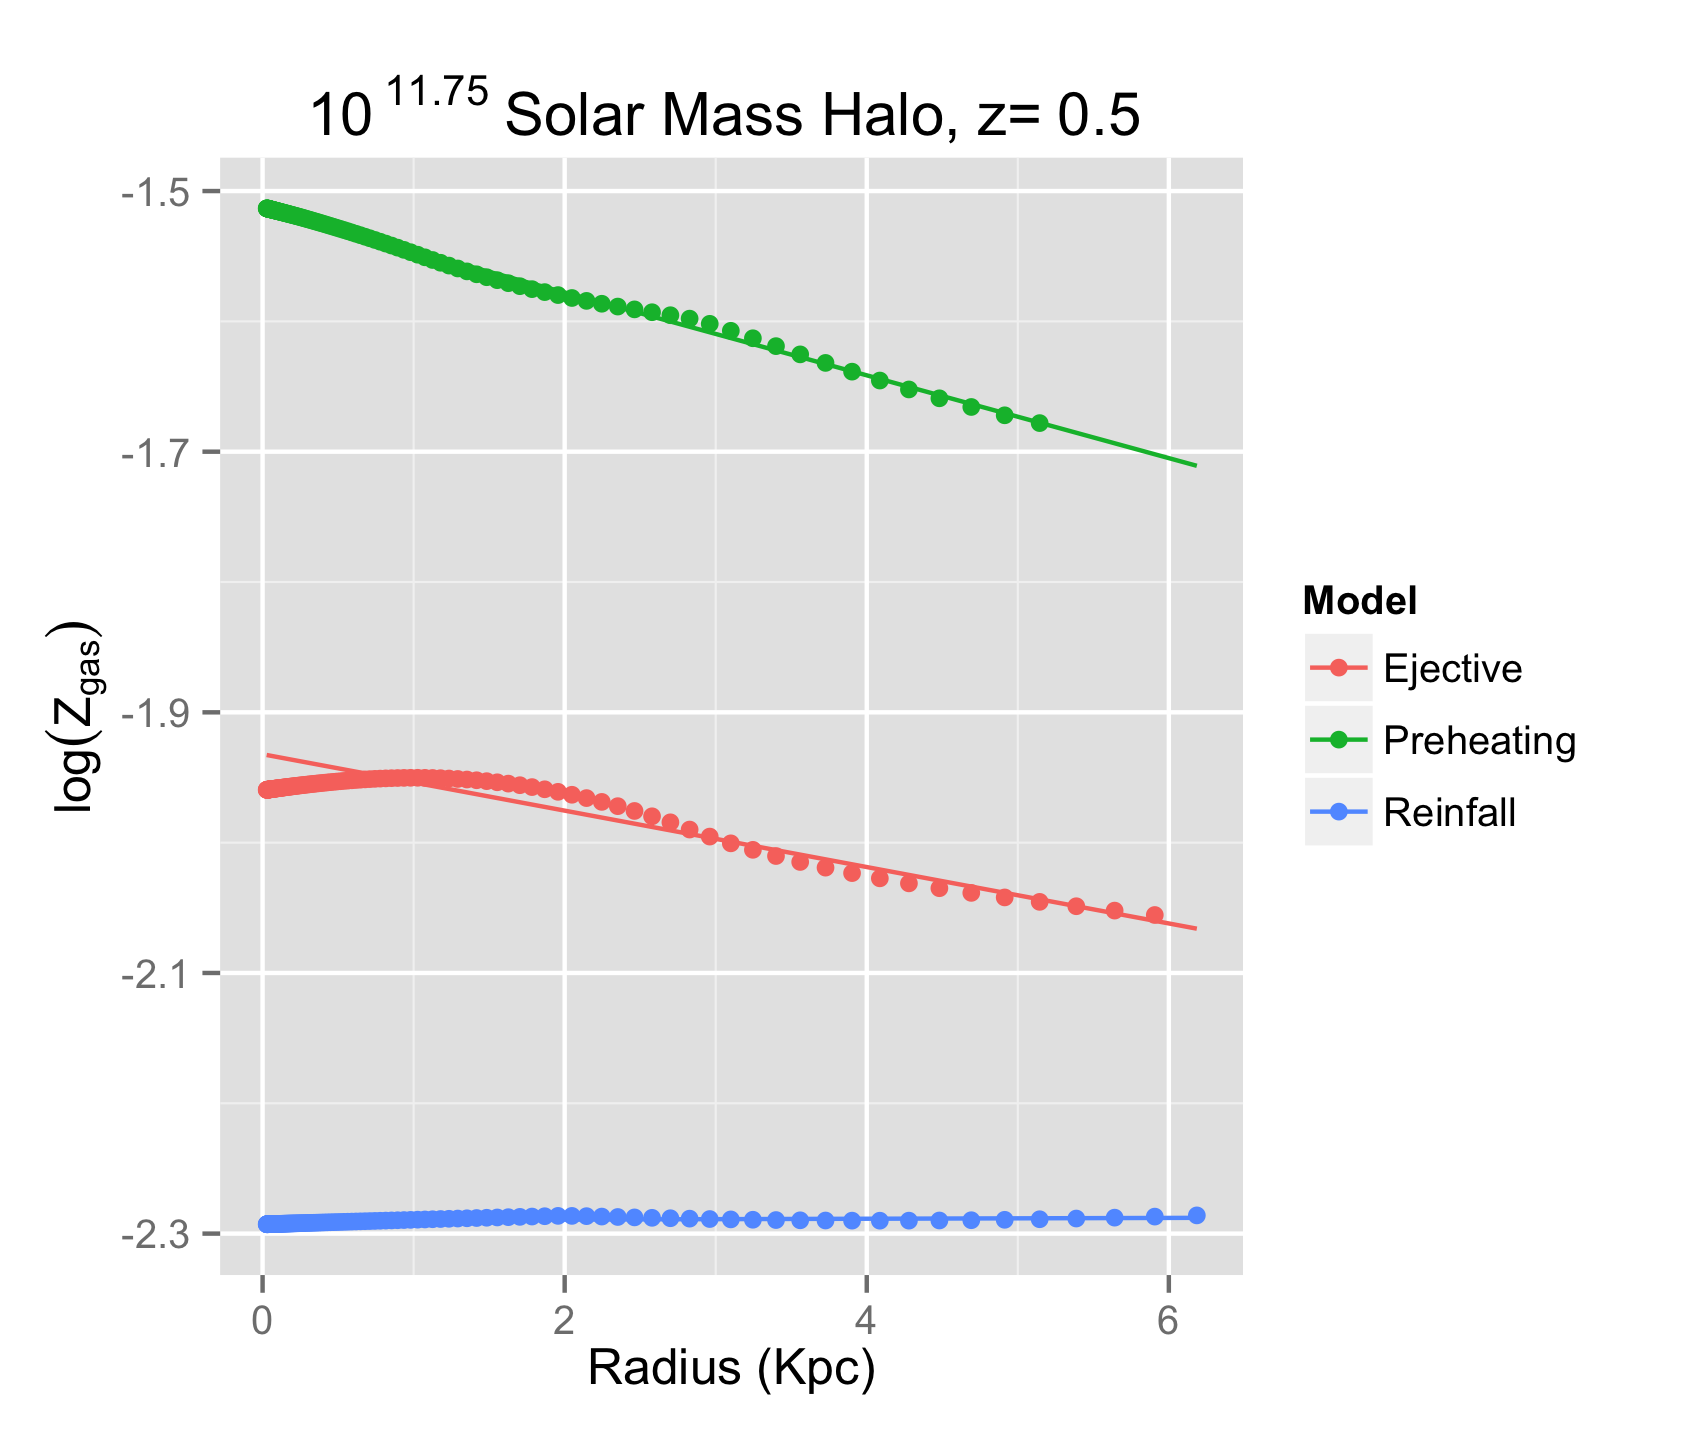 10 11.75 Solar Mass Halo, z= 0.5
-1.5
-1.7
-1.9
-2.1
-2.3
log(Zgas)
0 2 4 6
Radius (Kpc)
Model
Ejective
Preheating
Reinfall